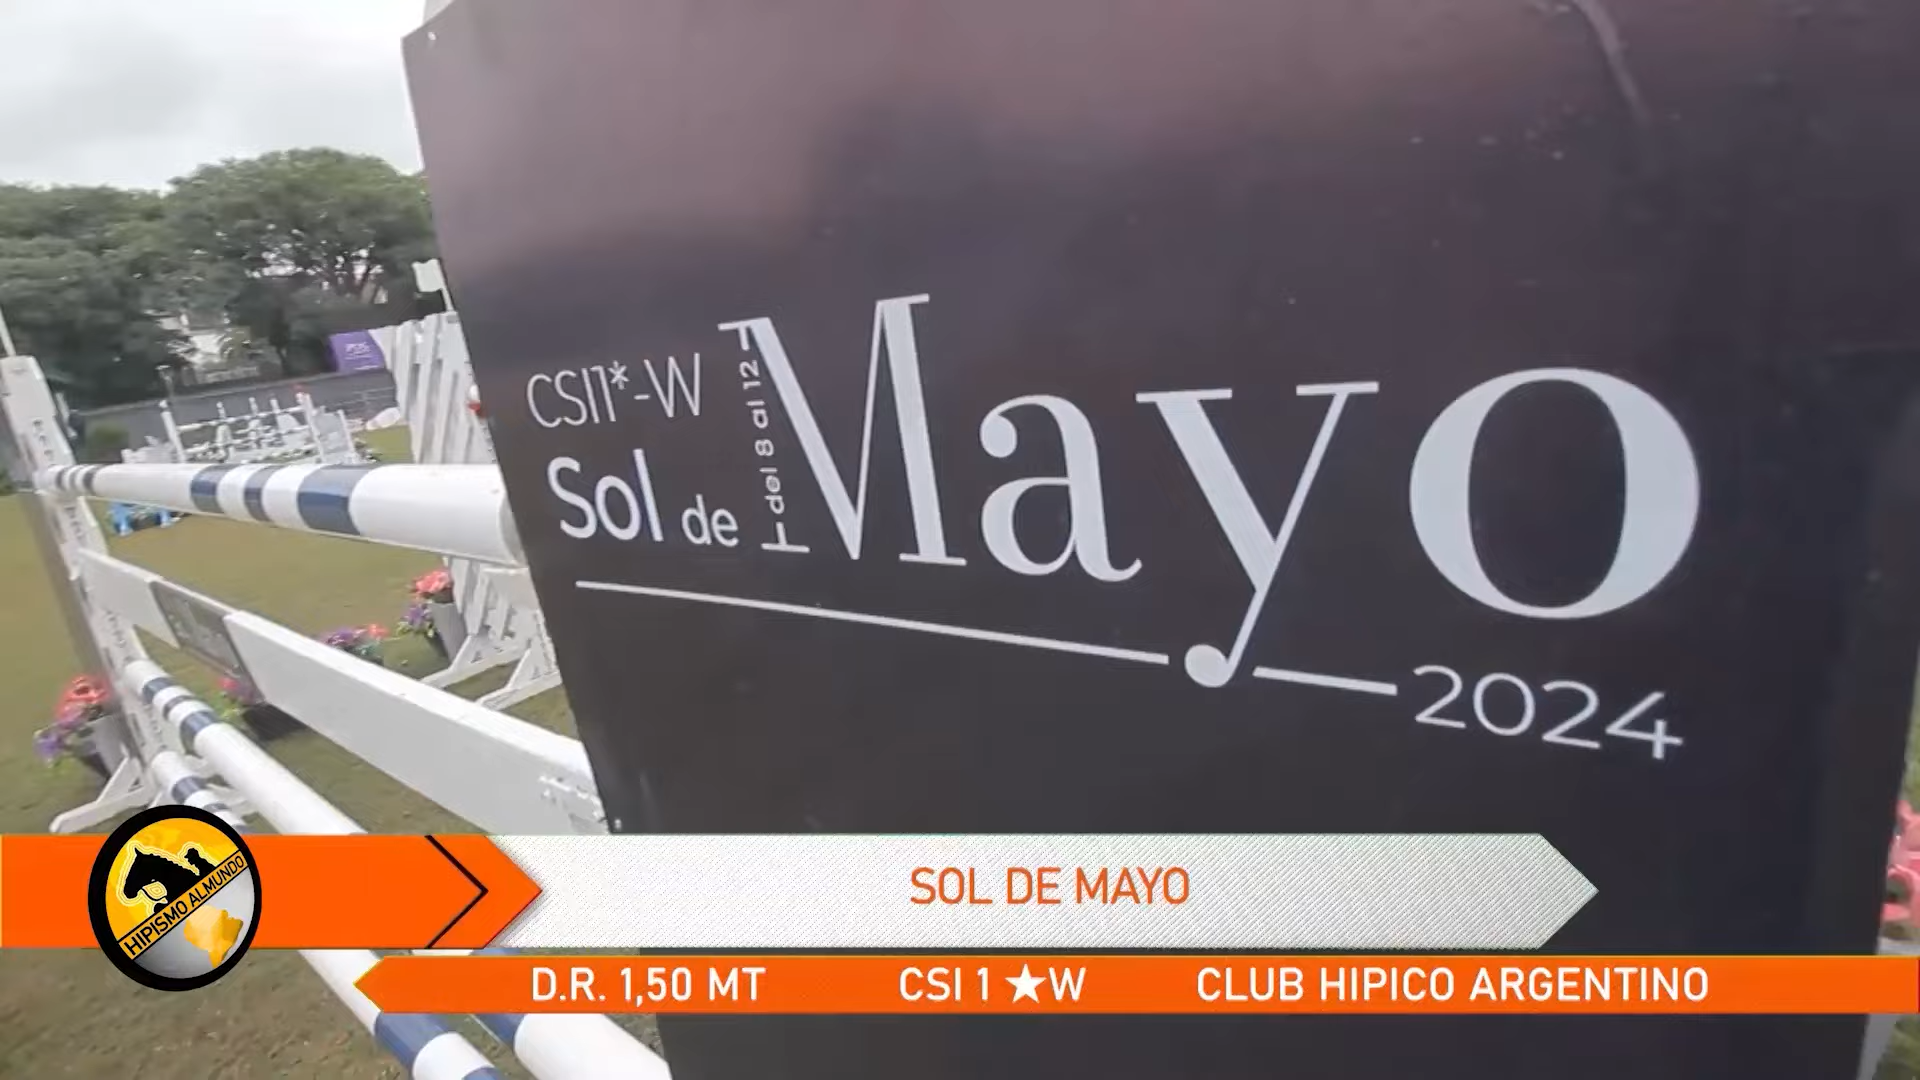 CSI1*-W
Sol de
del 8 al 12
Mayo
2024
SOL DE MAYO
HIPISMO ALMUNDO
D.R. 1,50 MT CSI 1 ★W CLUB HIPICO ARGENTINO